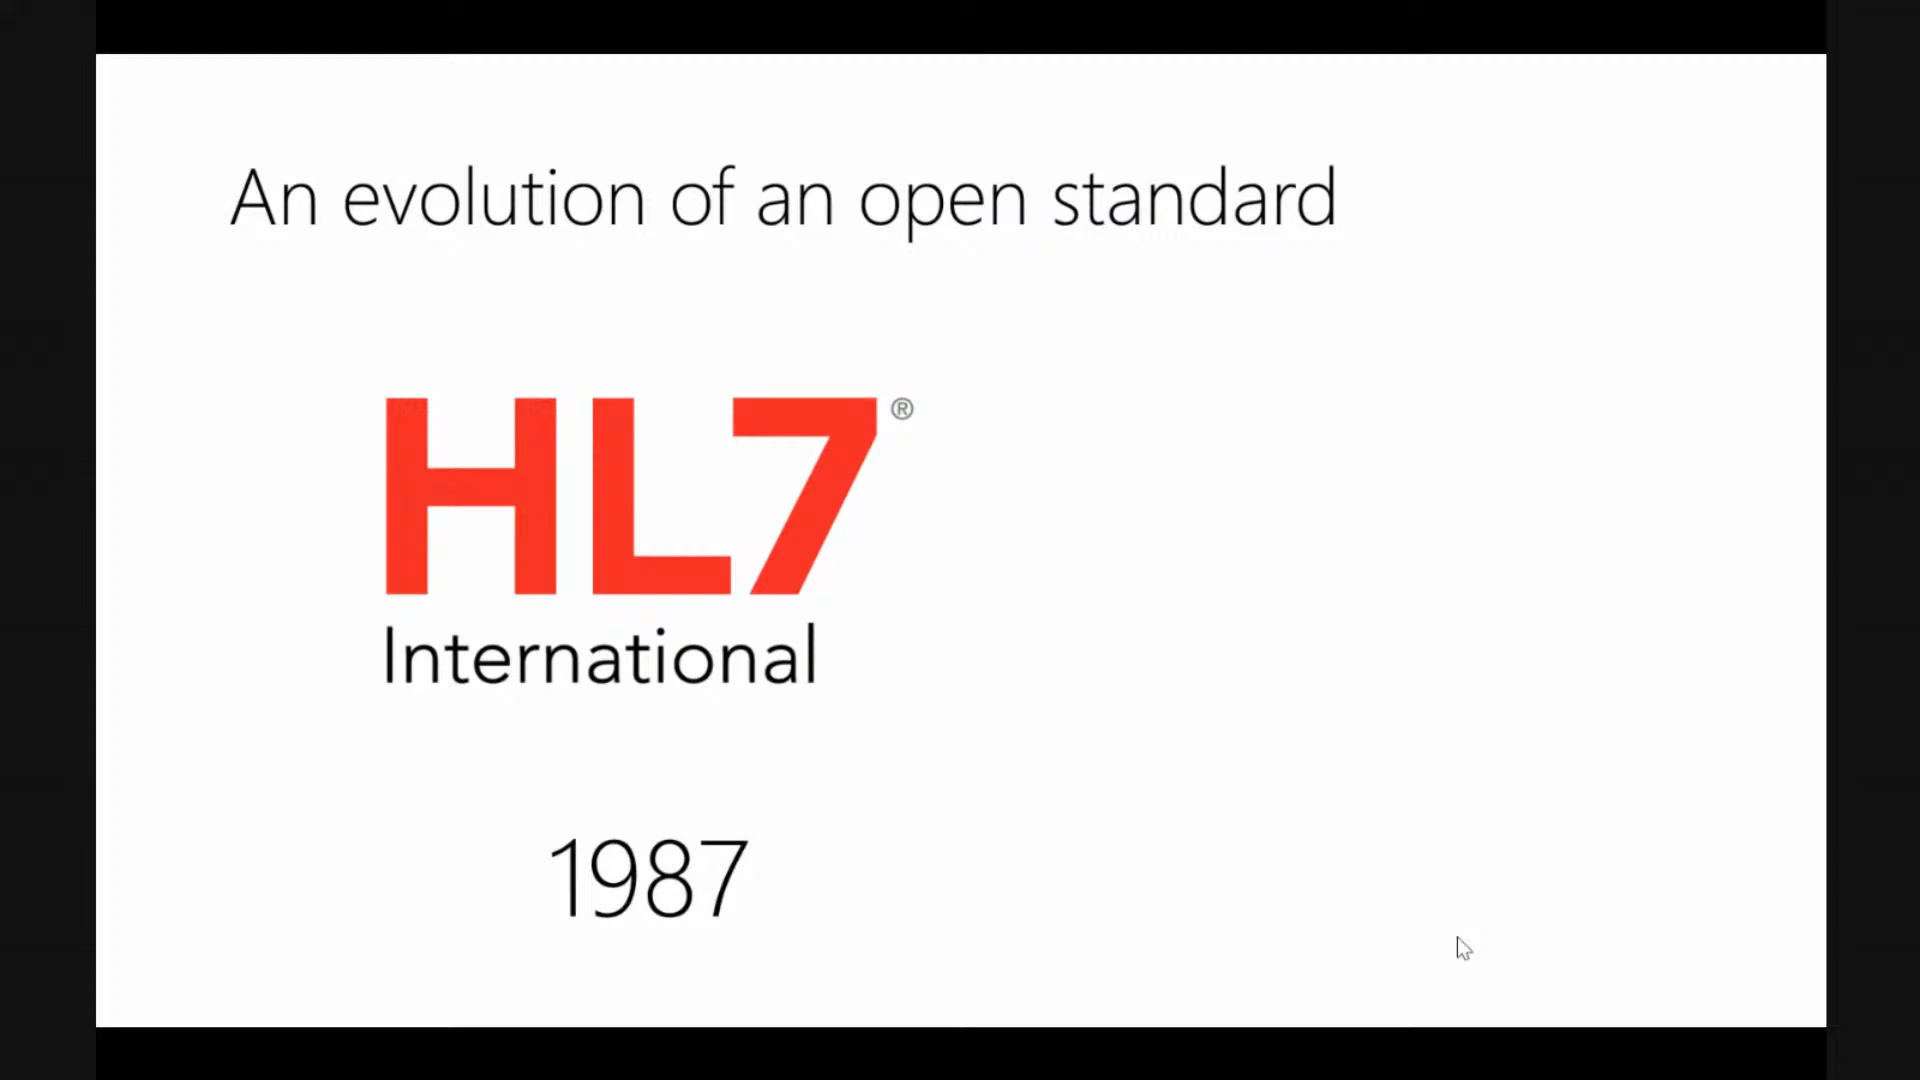 An evolution of an open standard
HL7®
International
1987